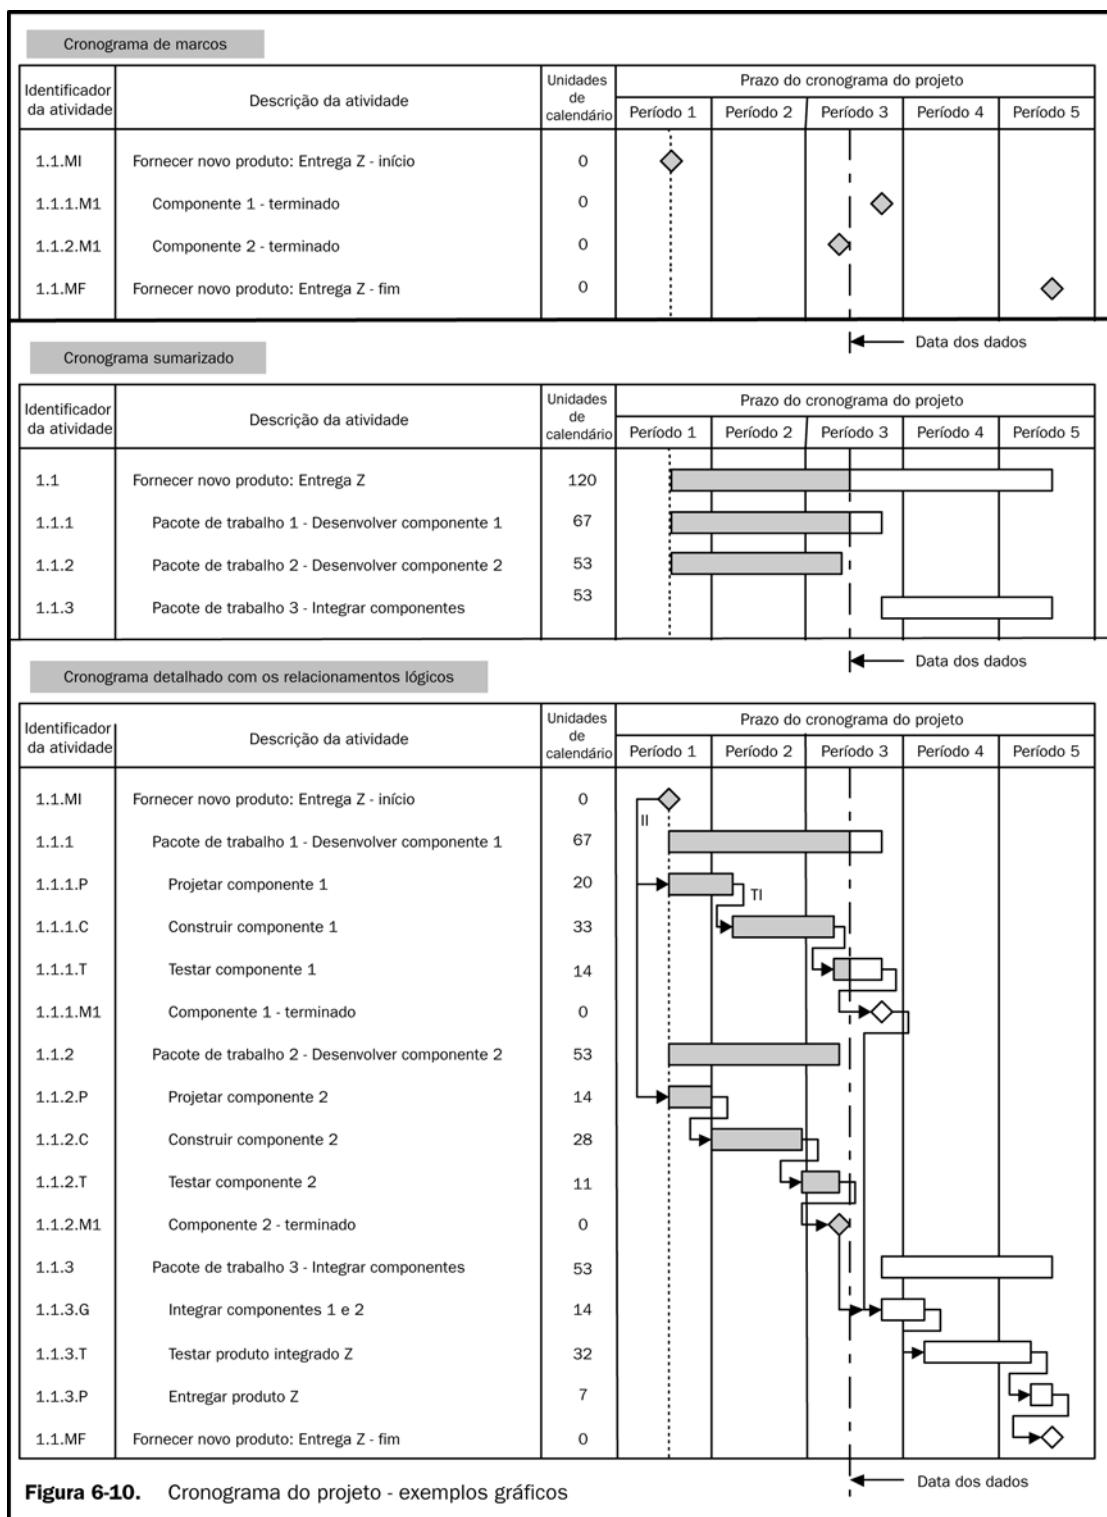 Cronograma de marcos
Identificador da atividade Descrição da atividade Unidades de calendário Prazo do cronograma do projeto
Período 1 Período 2 Período 3 Período 4 Período 5
1.1.MI Fornecer novo produto: Entrega Z - início 0
1.1.1.M1 Componente 1 - terminado 0
1.1.2.M1 Componente 2 - terminado 0
1.1.MF Fornecer novo produto: Entrega Z - fim 0
Data dos dados
Cronograma sumarizado
Identificador da atividade Descrição da atividade Unidades de calendário Prazo do cronograma do projeto
Período 1 Período 2 Período 3 Período 4 Período 5
1.1 Fornecer novo produto: Entrega Z 120
1.1.1 Pacote de trabalho 1 - Desenvolver componente 1 67
1.1.2 Pacote de trabalho 2 - Desenvolver componente 2 53
1.1.3 Pacote de trabalho 3 - Integrar componentes 53
Data dos dados
Cronograma detalhado com os relacionamentos lógicos
Identificador da atividade Descrição da atividade Unidades de calendário Prazo do cronograma do projeto
Período 1 Período 2 Período 3 Período 4 Período 5
1.1.MI Fornecer novo produto: Entrega Z - início 0
II
1.1.1 Pacote de trabalho 1 - Desenvolver componente 1 67
1.1.1.P Projetar componente 1 20
TI
1.1.1.C Construir componente 1 33
1.1.1.T Testar componente 1 14
1.1.1.M1 Componente 1 - terminado 0
1.1.2 Pacote de trabalho 2 - Desenvolver componente 2 53
1.1.2.P Projetar componente 2 14
1.1.2.C Construir componente 2 28
1.1.2.T Testar componente 2 11
1.1.2.M1 Componente 2 - terminado 0
1.1.3 Pacote de trabalho 3 - Integrar componentes 53
1.1.3.G Integrar componentes 1 e 2 14
1.1.3.T Testar produto integrado Z 32
1.1.3.P Entregar produto Z 7
1.1.MF Fornecer novo produto: Entrega Z - fim 0
Data dos dados
Figura 6-10. Cronograma do projeto - exemplos gráficos